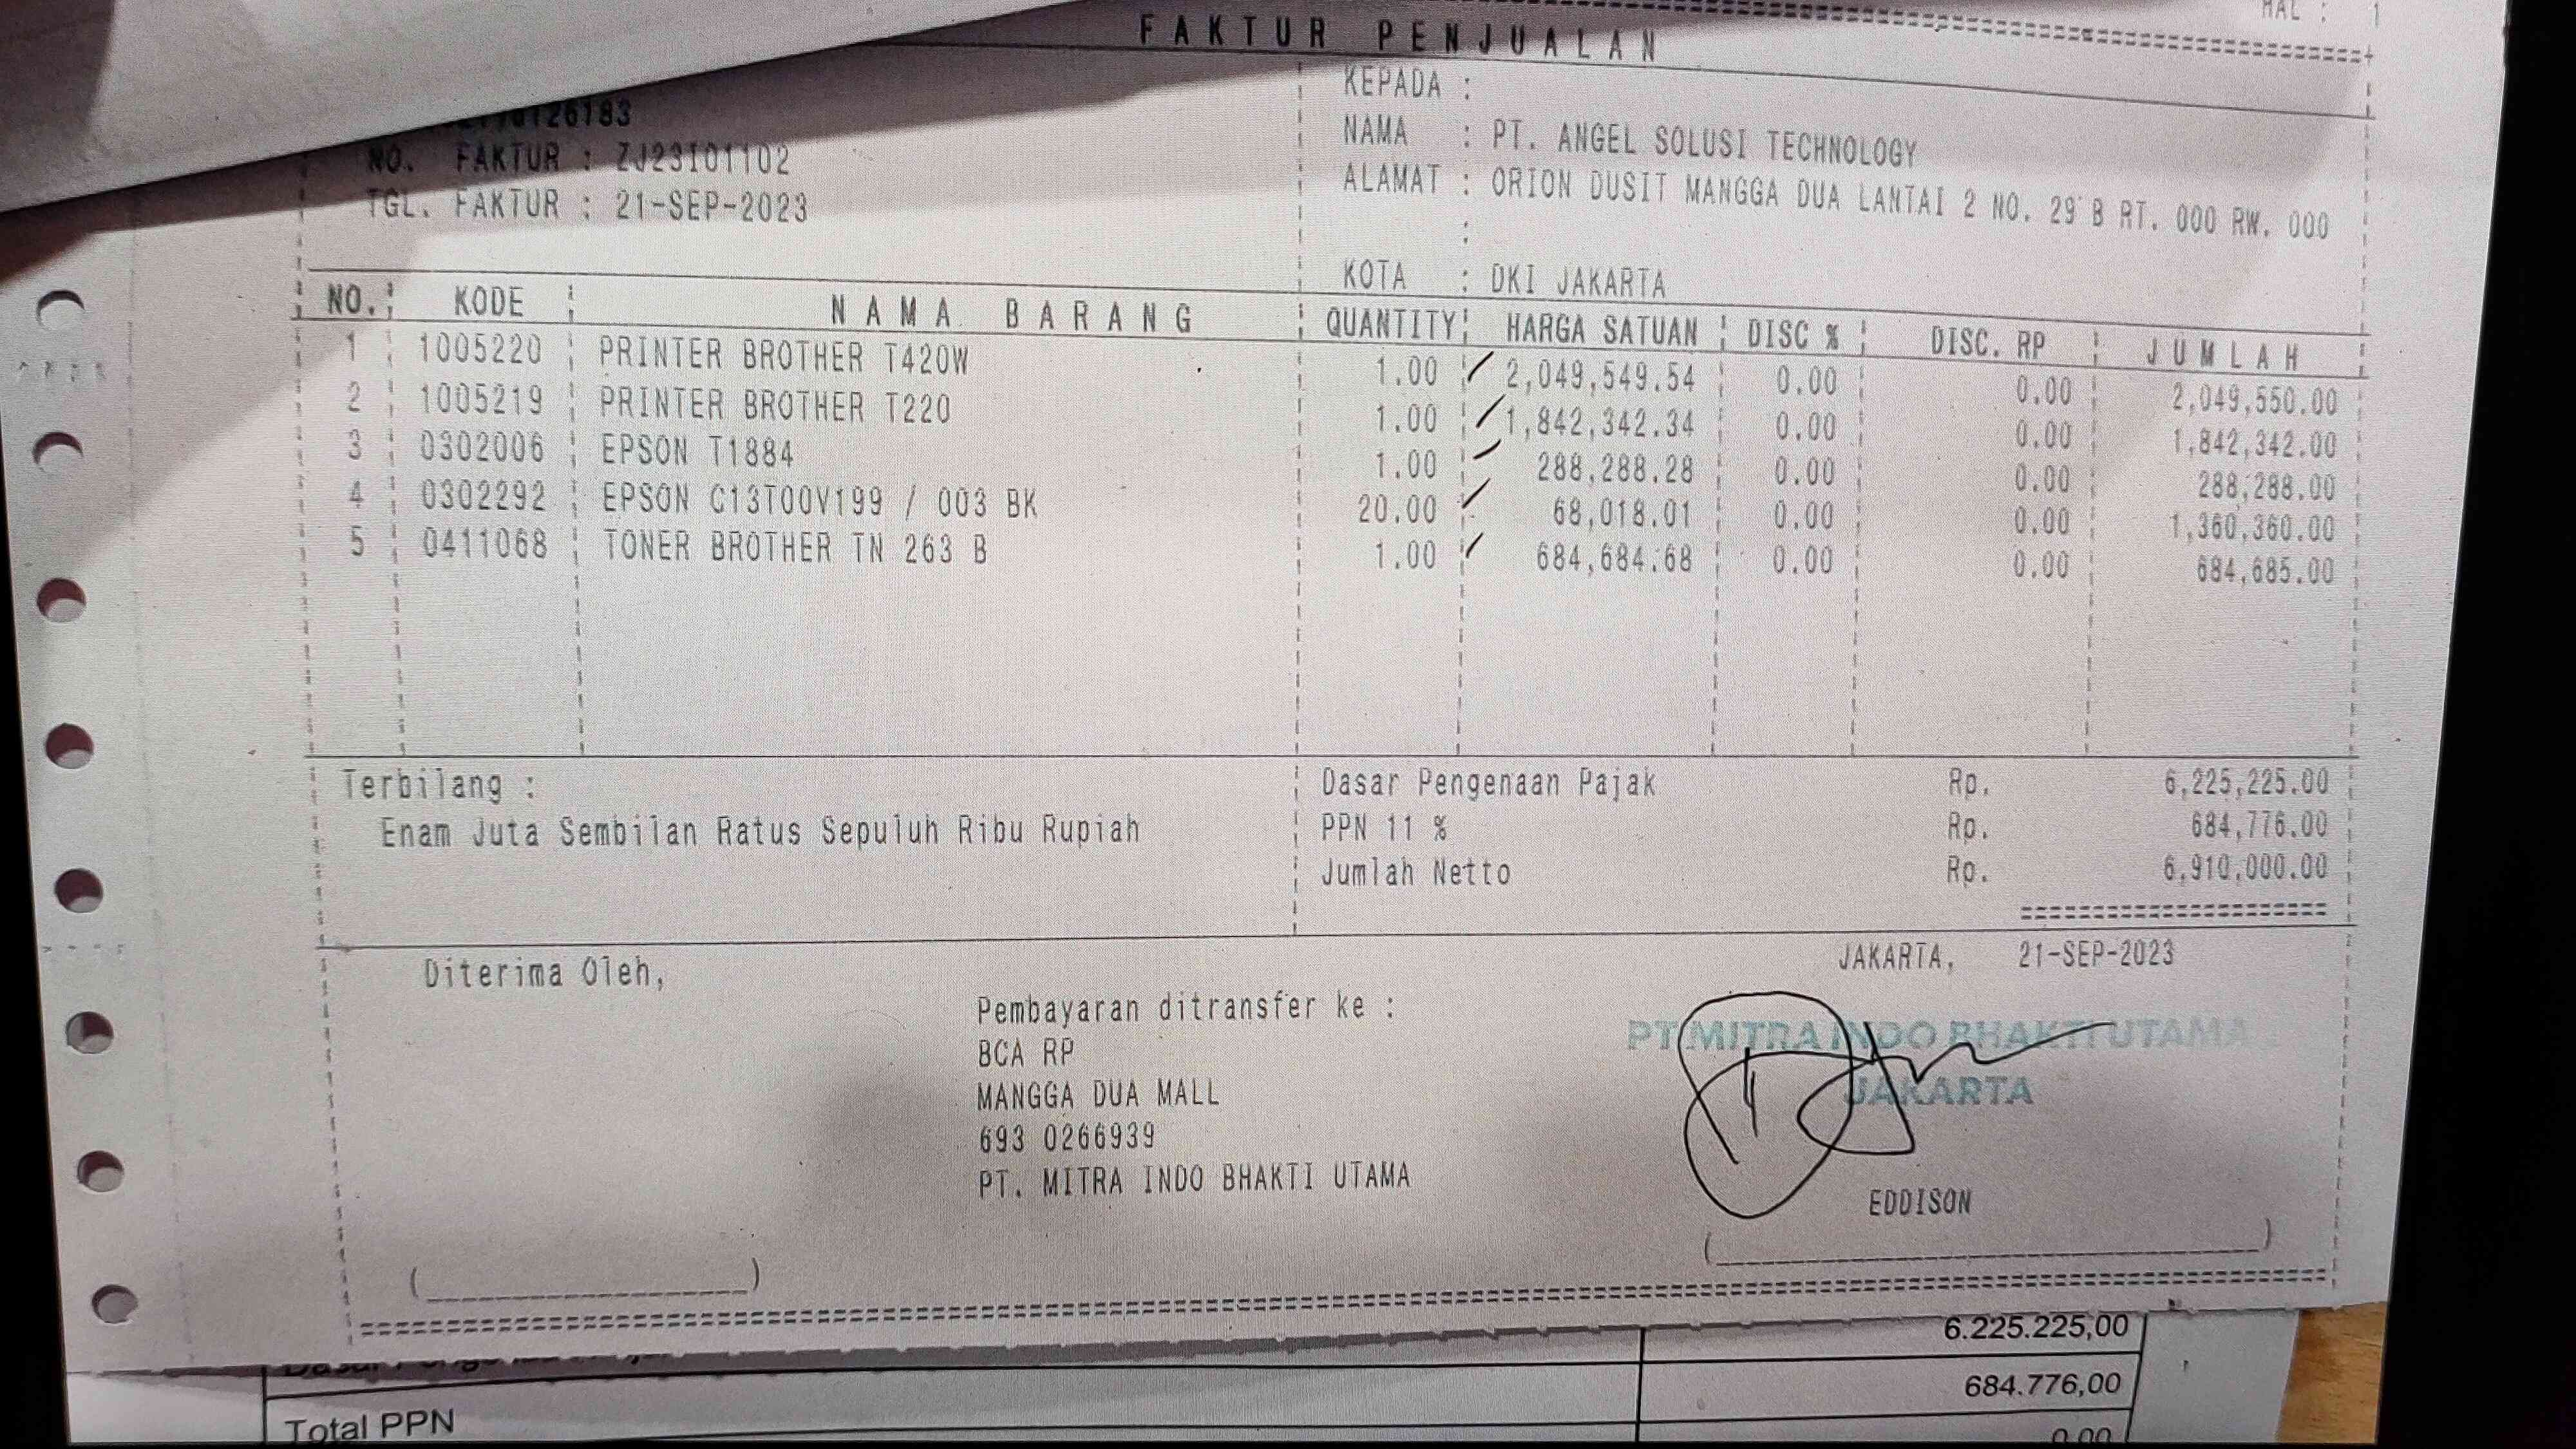 HAL : 1
FAKTUR PENJUALAN
26183
NO. FAKTUR : ZJ23I01102
TGL. FAKTUR : 21-SEP-2023
KEPADA :
NAMA : PT. ANGEL SOLUSI TECHNOLOGY
ALAMAT : ORION DUSIT MANGGA DUA LANTAI 2 NO. 29 B RT. 000 RW. 000
:
KOTA : DKI JAKARTA
NO. KODE NAMA BARANG QUANTITY HARGA SATUAN DISC % DISC. RP JUMLAH
1 1005220 PRINTER BROTHER T420W 1.00 2,049,549.54 0.00 0.00 2,049,550.00
2 1005219 PRINTER BROTHER T220 1.00 1,842,342.34 0.00 0.00 1,842,342.00
3 0302006 EPSON T1884 1.00 288,288.28 0.00 0.00 288,288.00
4 0302292 EPSON C13T00V199 / 003 BK 20.00 68,018.01 0.00 0.00 1,360,360.00
5 0411068 TONER BROTHER TN 263 B 1.00 684,684.68 0.00 0.00 684,685.00
Terbilang :
Enam Juta Sembilan Ratus Sepuluh Ribu Rupiah
Dasar Pengenaan Pajak Rp. 6,225,225.00
PPN 11 % Rp. 684,776.00
Jumlah Netto Rp. 6,910,000.00
JAKARTA, 21-SEP-2023
Diterima Oleh,
Pembayaran ditransfer ke :
BCA RP
MANGGA DUA MALL
693 0266939
PT. MITRA INDO BHAKTI UTAMA
PT MITRA INDO BHAKTI UTAMA
JAKARTA
EDDISON
6.225.225,00
684.776,00
Total PPN
0,00